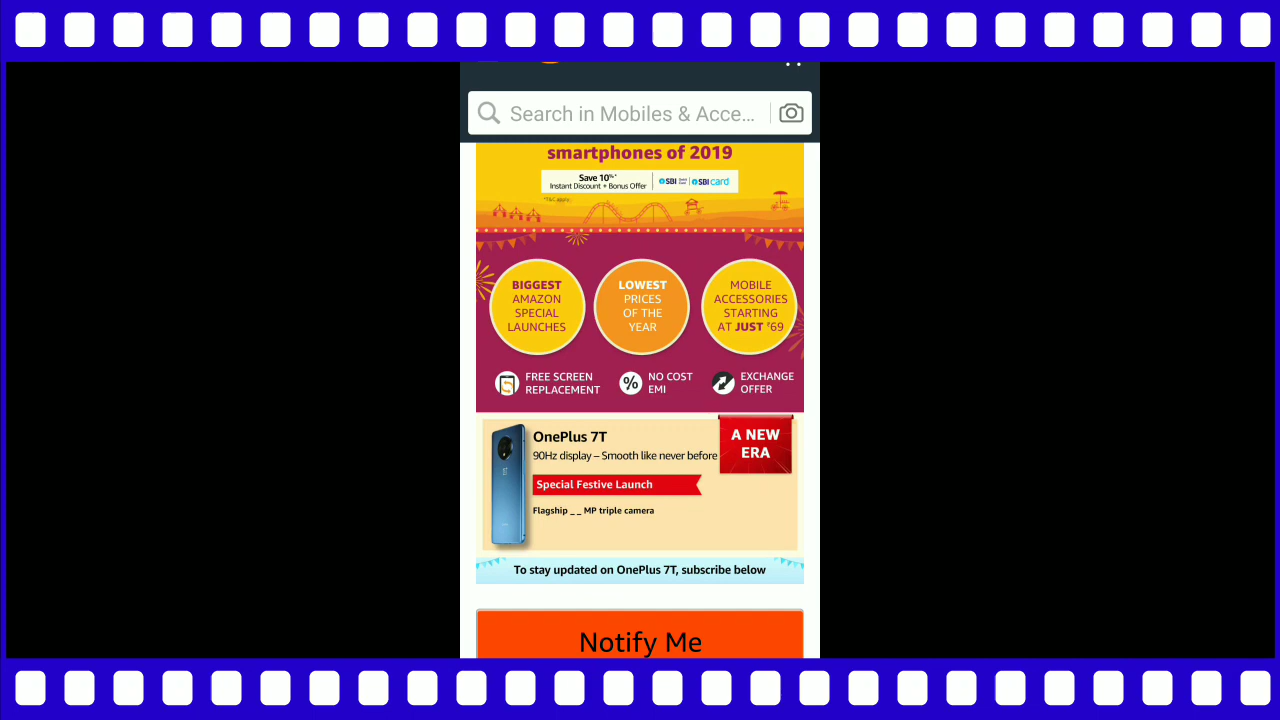 Search in Mobiles & Acce...
smartphones of 2019
Save 10%*
Instant Discount + Bonus Offer
SBI
SBI card
*T&C apply
BIGGEST
AMAZON
SPECIAL
LAUNCHES
LOWEST
PRICES
OF THE
YEAR
MOBILE
ACCESSORIES
STARTING
AT JUST ₹69
FREE SCREEN
REPLACEMENT
%
NO COST
EMI
EXCHANGE
OFFER
OnePlus 7T
90Hz display – Smooth like never before
A NEW
ERA
Special Festive Launch
Flagship _ _ MP triple camera
To stay updated on OnePlus 7T, subscribe below
Notify Me